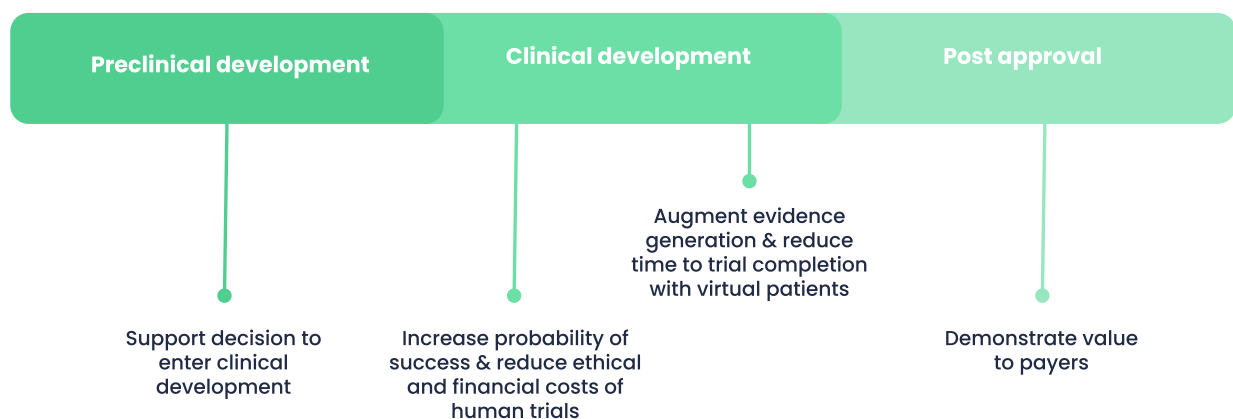 Preclinical development
Clinical development
Post approval
Augment evidence
generation & reduce
time to trial completion
with virtual patients
Support decision to
enter clinical
development
Increase probability of
success & reduce ethical
and financial costs of
human trials
Demonstrate value
to payers